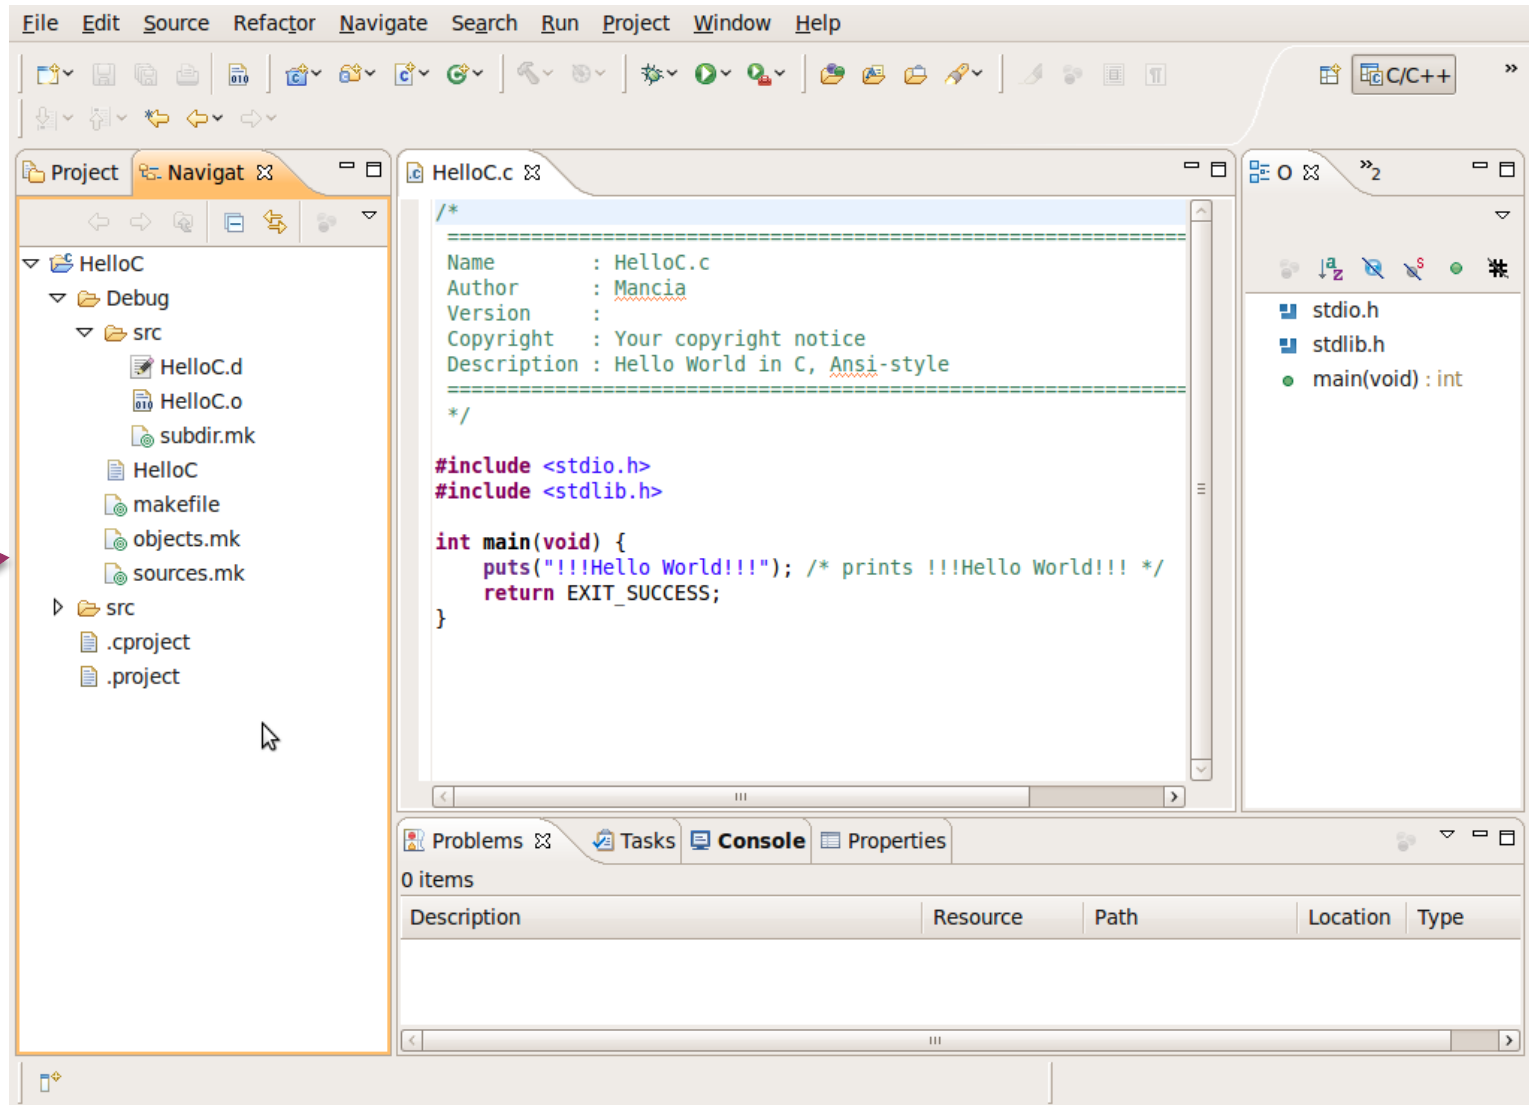 File Edit Source Refactor Navigate Search Run Project Window Help
C/C++
Project Navigat
HelloC.c
O 2
HelloC
Debug
src
HelloC.d
HelloC.o
subdir.mk
HelloC
makefile
objects.mk
sources.mk
src
.cproject
.project
/*
============================================================
Name : HelloC.c
Author : Mancia
Version :
Copyright : Your copyright notice
Description : Hello World in C, Ansi-style
============================================================
*/
#include <stdio.h>
#include <stdlib.h>
int main(void) {
puts("!!!Hello World!!!"); /* prints !!!Hello World!!! */
return EXIT_SUCCESS;
}
stdio.h
stdlib.h
main(void) : int
Problems Tasks Console Properties
0 items
Description Resource Path Location Type